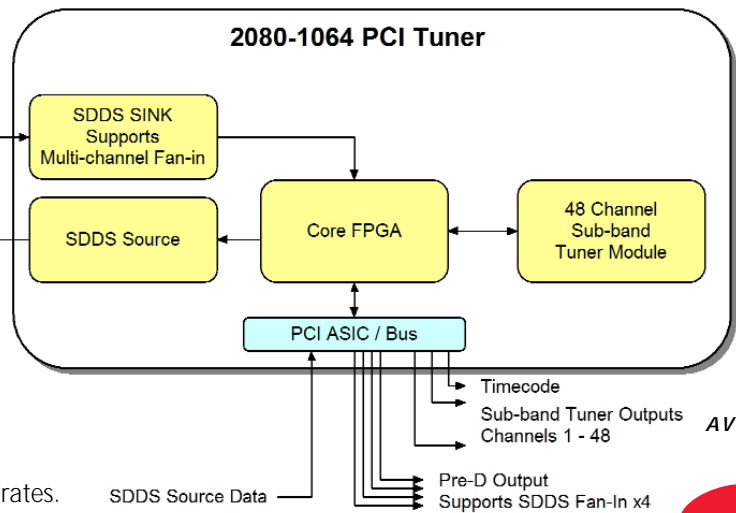 2080-1064 PCI Tuner
SDDS SINK
Supports
Multi-channel Fan-in
SDDS Source
Core FPGA
48 Channel
Sub-band
Tuner Module
PCI ASIC / Bus
Timecode
Sub-band Tuner Outputs
Channels 1 - 48
AV
Pre-D Output
Supports SDDS Fan-In x4
rates.
SDDS Source Data